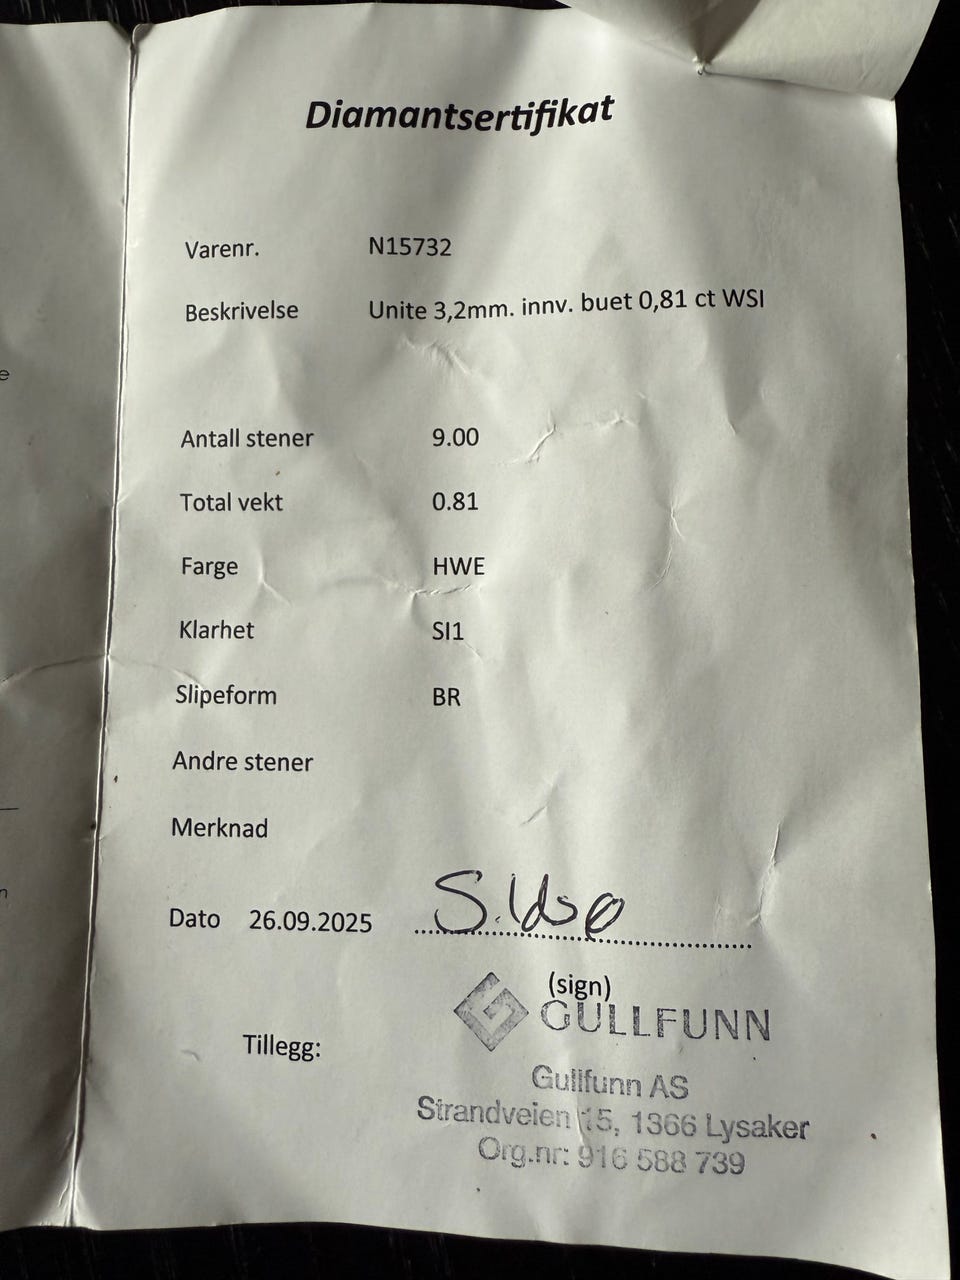 Diamantsertifikat
Varenr. N15732
Beskrivelse Unite 3,2mm. innv. buet 0,81 ct WSI
e
Antall stener 9.00
Total vekt 0.81
Farge HWE
Klarhet SI1
Slipeform BR
Andre stener
Merknad
n
Dato 26.09.2025
(sign)
GULLFUNN
Tillegg:
Gullfunn AS
Strandveien 15, 1366 Lysaker
Org.nr: 916 588 739